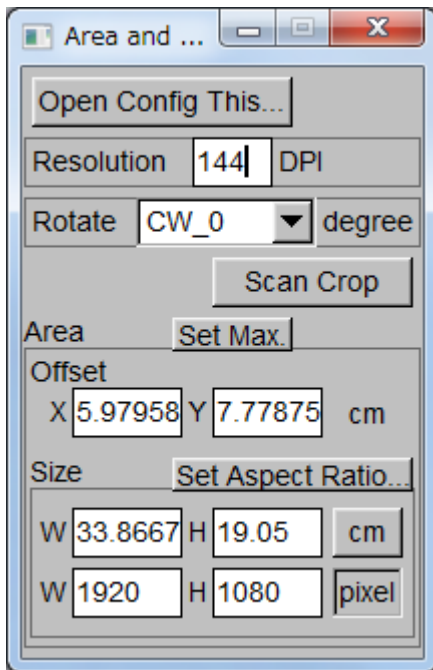 Area and ...
Open Config This...
Resolution 144 DPI
Rotate CW_0 degree
Scan Crop
Area Set Max.
Offset
X 5.97958 Y 7.77875 cm
Size Set Aspect Ratio...
W 33.8667 H 19.05 cm
W 1920 H 1080 pixel